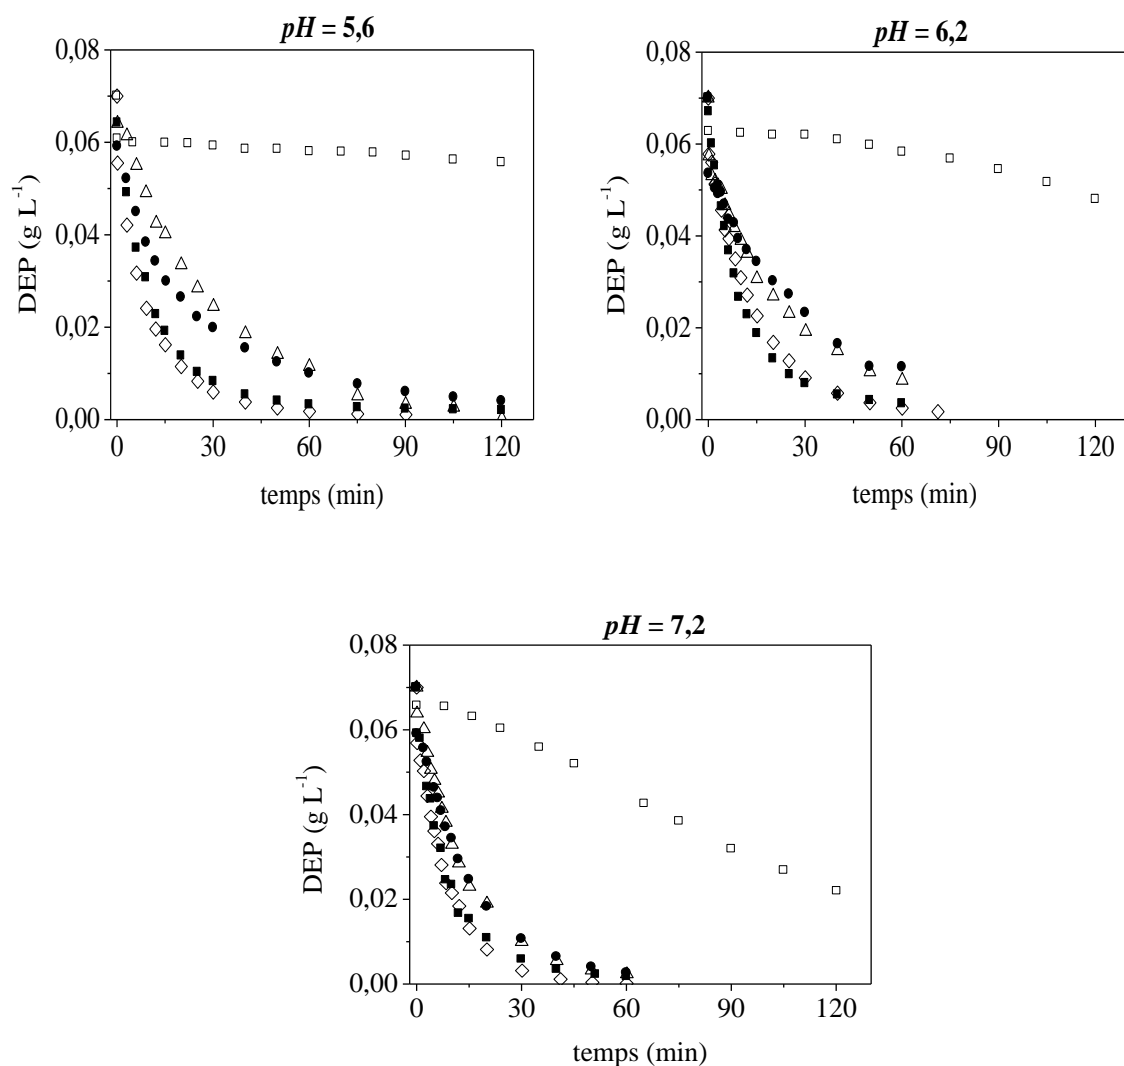 pH = 5,6
0,08
0,06
0,04
0,02
0,00
DEP (g L-1)
0 30 60 90 120
temps (min)
pH = 6,2
0,08
0,06
0,04
0,02
0,00
DEP (g L-1)
0 30 60 90 120
temps (min)
pH = 7,2
0,08
0,06
0,04
0,02
0,00
DEP (g L-1)
0 30 60 90 120
temps (min)